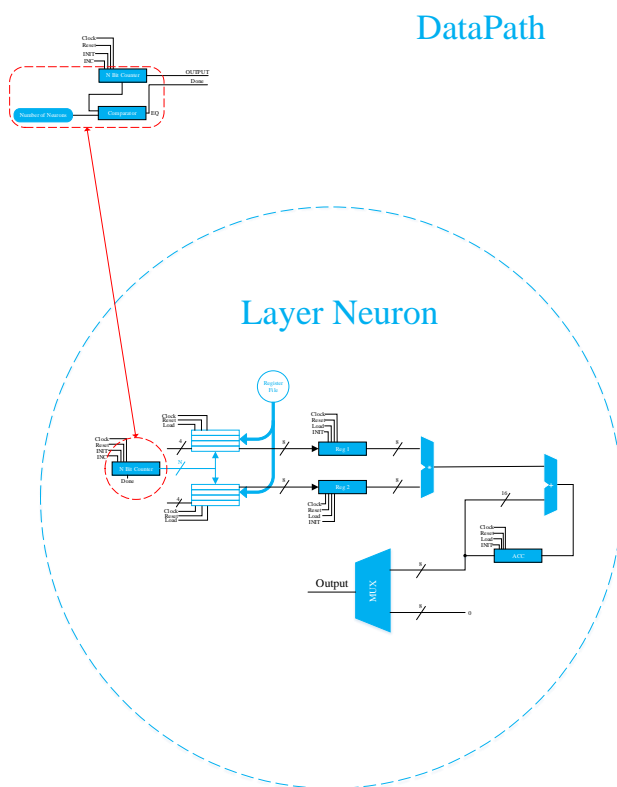 DataPath
Clock
Reset
INIT
INC
N Bit Counter
OUTPUT
Done
Number of Neurons
Comparator
EQ
Layer Neuron
Register
File
Clock
Reset
Load
4
8
Clock
Reset
Load
INIT
Reg 1
8
Clock
Reset
INIT
INC
N Bit Counter
N
Done
4
8
Clock
Reset
Load
Reg 2
8
Clock
Reset
Load
INIT
16
Clock
Reset
Load
INIT
ACC
+
8
Output
MUX
8
0